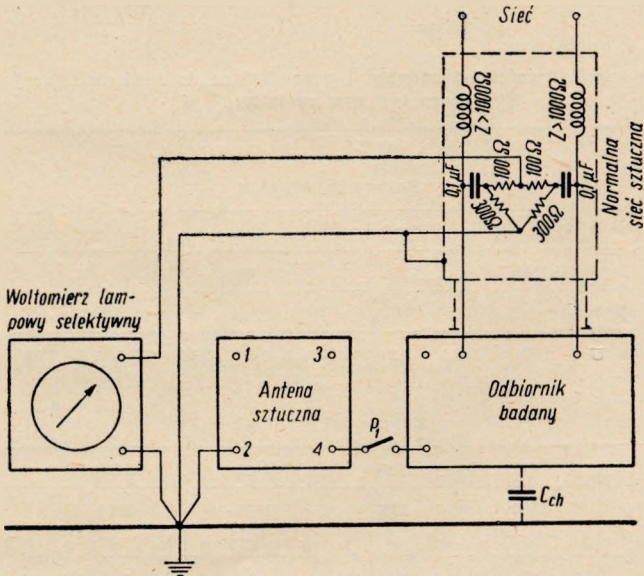 Sieć
Z>1000Ω
Z>1000Ω
0,1 μF
100Ω
100Ω
0,1 μF
300Ω
300Ω
Normalna
sieć sztuczna
Woltomierz lam-
powy selektywny
1
3
Antena
sztuczna
2
4
P1
Odbiornik
badany
Cch